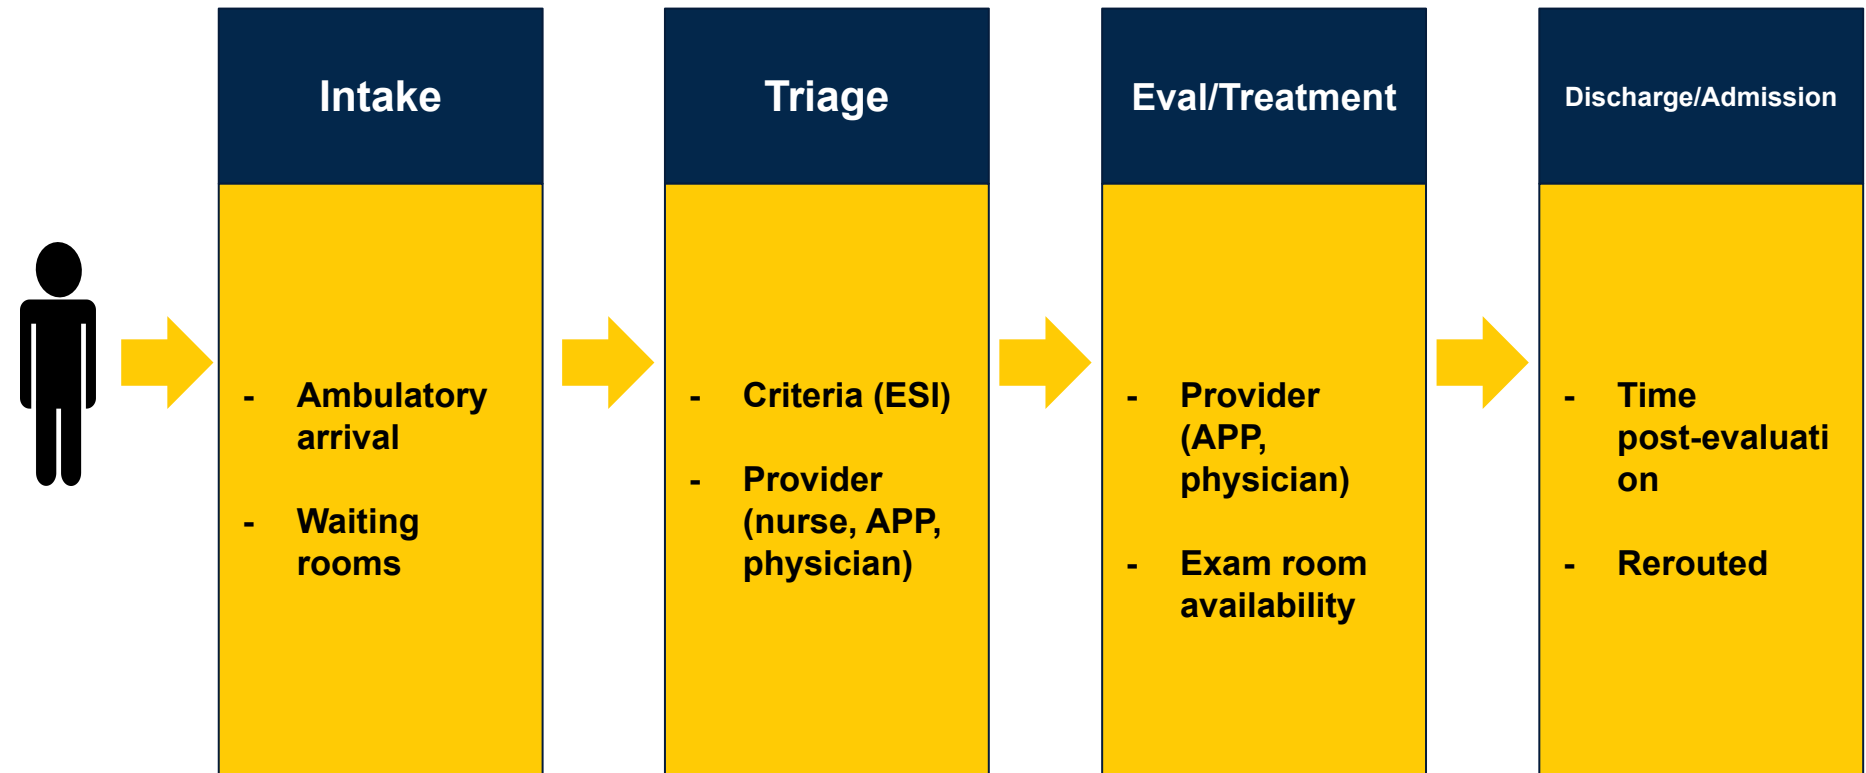 Intake
- Ambulatory
arrival
- Waiting
rooms
Triage
- Criteria (ESI)
- Provider
(nurse, APP,
physician)
Eval/Treatment
- Provider
(APP,
physician)
- Exam room
availability
Discharge/Admission
- Time
post-evaluati
on
- Rerouted